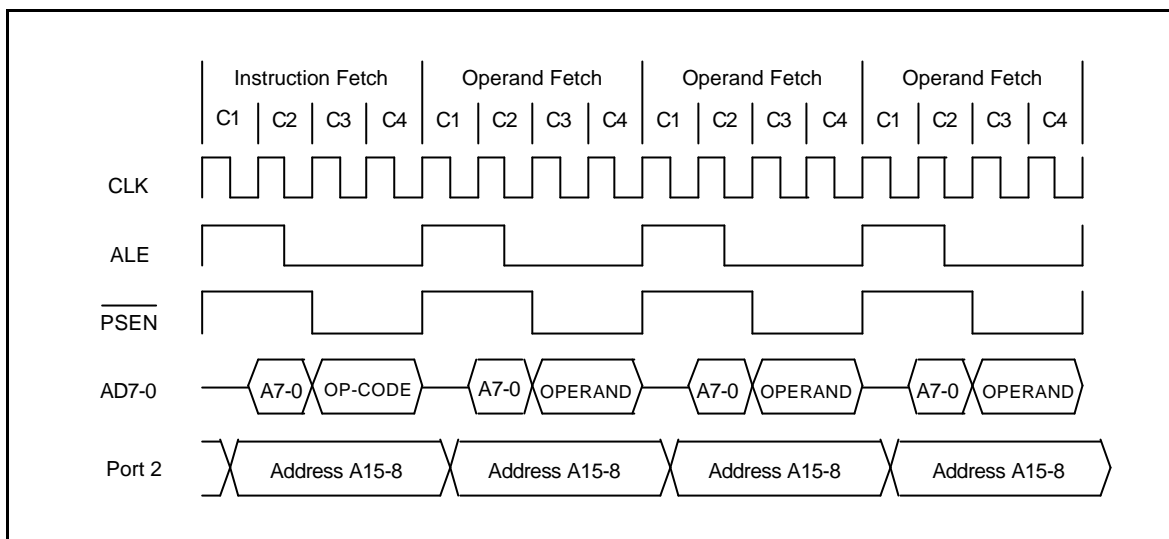 Instruction Fetch Operand Fetch Operand Fetch Operand Fetch
C1 C2 C3 C4 C1 C2 C3 C4 C1 C2 C3 C4 C1 C2 C3 C4
CLK
ALE
PSEN
AD7-0 A7-0 OP-CODE A7-0 OPERAND A7-0 OPERAND A7-0 OPERAND
Port 2 Address A15-8 Address A15-8 Address A15-8 Address A15-8